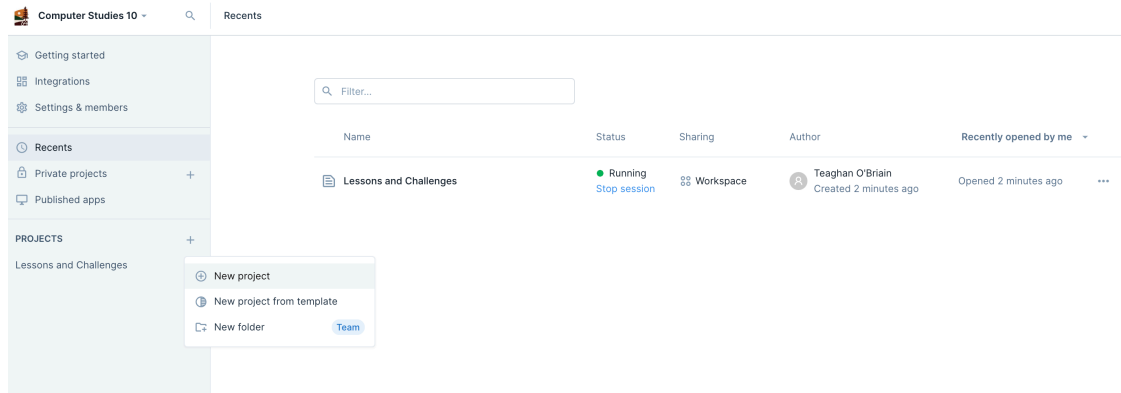 Computer Studies 10
Recents
Getting started
Integrations
Settings & members
Recents
Private projects
Published apps
PROJECTS
Lessons and Challenges
New project
New project from template
New folder Team
Filter...
Name Status Sharing Author Recently opened by me
Lessons and Challenges Running Workspace Teaghan O'Briain Opened 2 minutes ago
Stop session Created 2 minutes ago